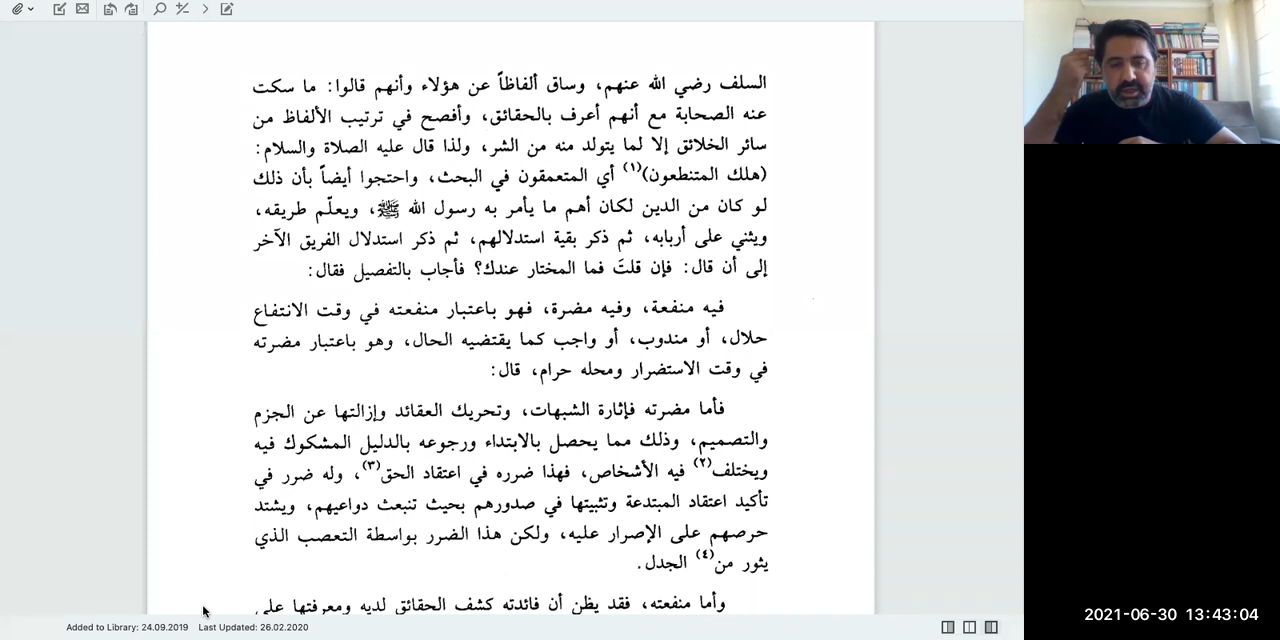 السلف رضي الله عنهم، وساق ألفاظاً عن هؤلاء وأنهم قالوا: ما سكت
عنه الصحابة مع أنهم أعرف بالحقائق، وأفصح في ترتيب الألفاظ من
سائر الخلائق إلا لما يتولد منه من الشر، ولذا قال عليه الصلاة والسلام:
(هلك المتنطعون)(١) أي المتعمقون في البحث، واحتجوا أيضاً بأن ذلك
لو كان من الدين لكان أهم ما يأمر به رسول الله ﷺ، ويعلّم طريقه،
ويثني على أربابه، ثم ذكر بقية استدلالهم، ثم ذكر استدلال الفريق الآخر
إلى أن قال: فإن قلتَ فما المختار عندك؟ فأجاب بالتفصيل فقال:
فيه منفعة، وفيه مضرة، فهو باعتبار منفعته في وقت الانتفاع
حلال، أو مندوب، أو واجب كما يقتضيه الحال، وهو باعتبار مضرته
في وقت الاستضرار ومحله حرام، قال:
فأما مضرته فإثارة الشبهات، وتحريك العقائد وإزالتها عن الجزم
والتصميم، وذلك مما يحصل بالابتداء ورجوعه بالدليل المشكوك فيه
ويختلف(٢) فيه الأشخاص، فهذا ضرره في اعتقاد الحق(٣)، وله ضرر في
تأكيد اعتقاد المبتدعة وتثبيتها في صدورهم بحيث تنبعث دواعيهم، ويشتد
حرصهم على الإصرار عليه، ولكن هذا الضرر بواسطة التعصب الذي
يثور من(٤) الجدل.
وأما منفعته، فقد يظن أن فائدته كشف الحقائق لديه ومعرفتها على
Added to Library: 24.09.2019 Last Updated: 26.02.2020
2021-06-30 13:43:04